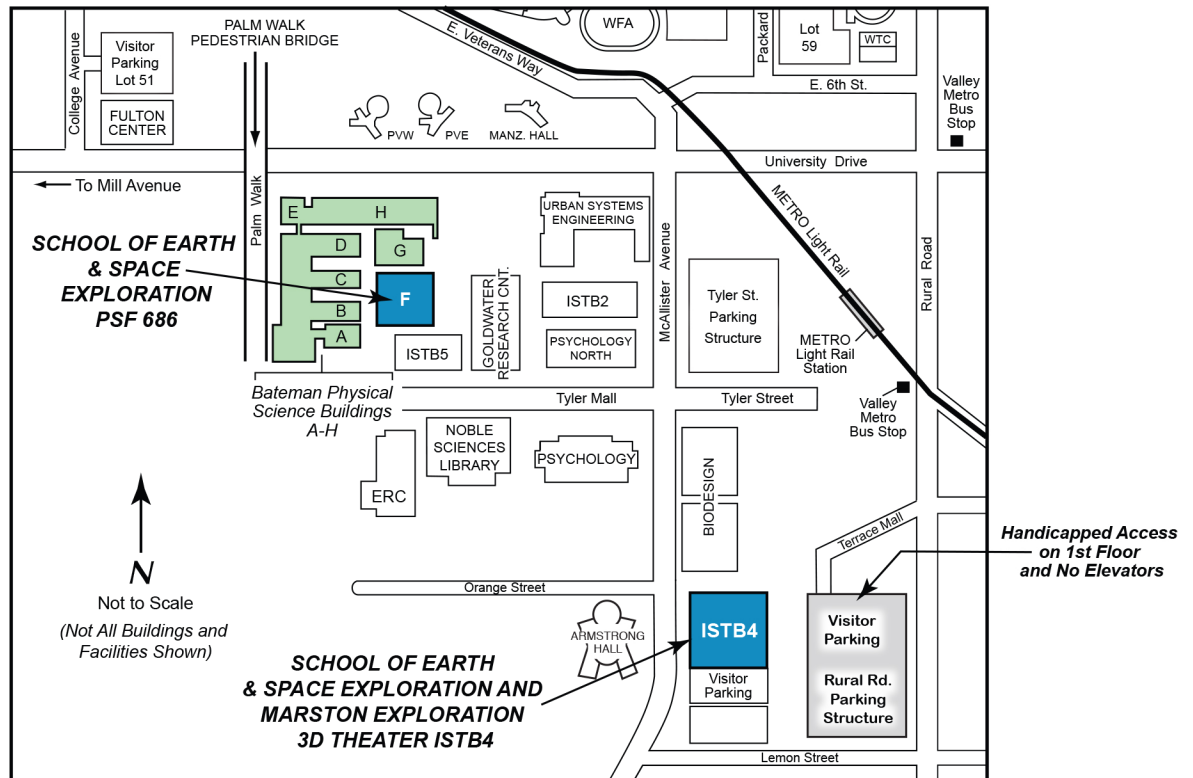 PALM WALK
PEDESTRIAN BRIDGE
College Avenue
Visitor
Parking
Lot 51
FULTON
CENTER
E. Veterans Way
WFA
Packard
Lot
59
WTC
E. 6th St.
Valley
Metro
Bus
Stop
PVW
PVE
MANZ. HALL
University Drive
To Mill Avenue
Palm Walk
E
H
D
G
C
F
B
A
SCHOOL OF EARTH
& SPACE
EXPLORATION
PSF 686
ISTB5
GOLDWATER
RESEARCH CNT.
URBAN SYSTEMS
ENGINEERING
ISTB2
PSYCHOLOGY
NORTH
McAllister Avenue
METRO Light Rail
Rural Road
Tyler St.
Parking
Structure
METRO
Light Rail
Station
Bateman Physical
Science Buildings
A-H
Tyler Mall
Tyler Street
Valley
Metro
Bus Stop
NOBLE
SCIENCES
LIBRARY
PSYCHOLOGY
ERC
BIODESIGN
Terrace Mall
Handicapped Access
on 1st Floor
and No Elevators
N
Not to Scale
(Not All Buildings and
Facilities Shown)
Orange Street
ARMSTRONG
HALL
ISTB4
Visitor
Parking
Visitor
Parking
Rural Rd.
Parking
Structure
SCHOOL OF EARTH
& SPACE EXPLORATION AND
MARSTON EXPLORATION
3D THEATER ISTB4
Lemon Street